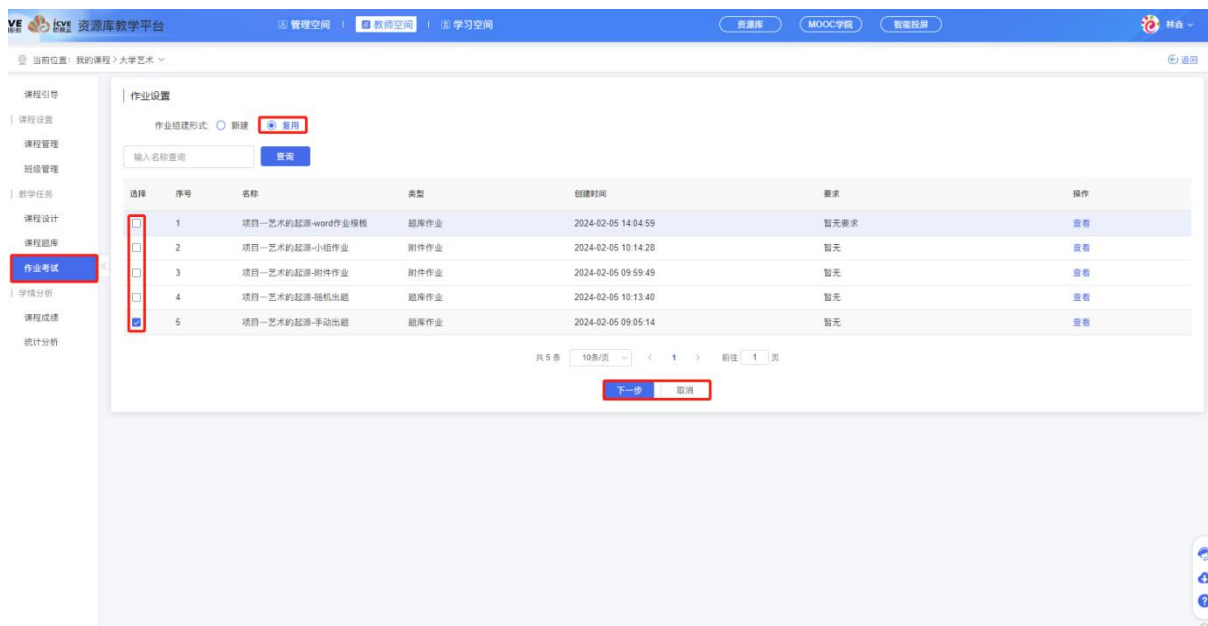 icve 资源库教学平台 管理空间 教师空间 学习空间 资源库 MOOC学院 智能投屏 林垚
当前位置: 我的课程 > 大学艺术 返回
课程引导
课程设置
课程管理
班级管理
教学任务
课程设计
课程题库
作业考试
学情分析
课程成绩
统计分析
作业设置
作业组建形式: 新建 复用
输入名称查询 查询
选择 序号 名称 类型 创建时间 要求 操作
1 项目一艺术的起源-word作业模板 题库作业 2024-02-05 14:04:59 暂无要求 查看
2 项目一艺术的起源-小组作业 附件作业 2024-02-05 10:14:28 暂无 查看
3 项目一艺术的起源-附件作业 附件作业 2024-02-05 09:59:49 暂无 查看
4 项目一艺术的起源-随机出题 题库作业 2024-02-05 10:13:40 暂无 查看
5 项目一艺术的起源-手动出题 题库作业 2024-02-05 09:05:14 暂无 查看
共 5 条 10条/页 < 1 > 前往 1 页
下一步 取消